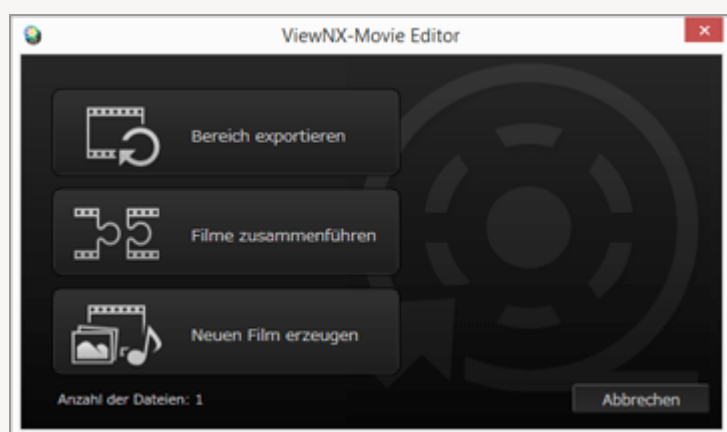 ViewNX-Movie Editor
Bereich exportieren
Filme zusammenführen
Neuen Film erzeugen
Anzahl der Dateien: 1
Abbrechen